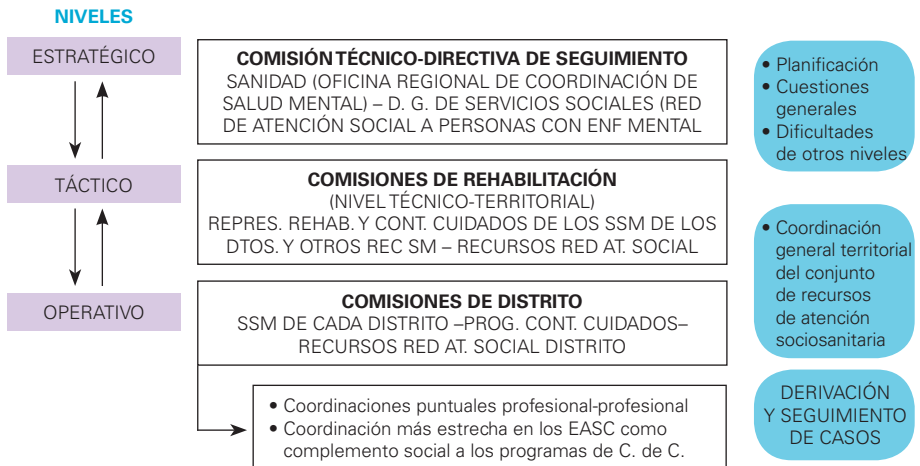 NIVELES
ESTRATÉGICO
COMISIÓN TÉCNICO-DIRECTIVA DE SEGUIMIENTO
SANIDAD (OFICINA REGIONAL DE COORDINACIÓN DE
SALUD MENTAL) – D. G. DE SERVICIOS SOCIALES (RED
DE ATENCIÓN SOCIAL A PERSONAS CON ENF MENTAL
• Planificación
• Cuestiones
generales
• Dificultades
de otros niveles
TÁCTICO
COMISIONES DE REHABILITACIÓN
(NIVEL TÉCNICO-TERRITORIAL)
REPRES. REHAB. Y CONT. CUIDADOS DE LOS SSM DE LOS
DTOS. Y OTROS REC SM – RECURSOS RED AT. SOCIAL
• Coordinación
general territorial
del conjunto
de recursos
de atención
sociosanitaria
OPERATIVO
COMISIONES DE DISTRITO
SSM DE CADA DISTRITO –PROG. CONT. CUIDADOS–
RECURSOS RED AT. SOCIAL DISTRITO
• Coordinaciones puntuales profesional-profesional
• Coordinación más estrecha en los EASC como
complemento social a los programas de C. de C.
DERIVACIÓN
Y SEGUIMIENTO
DE CASOS